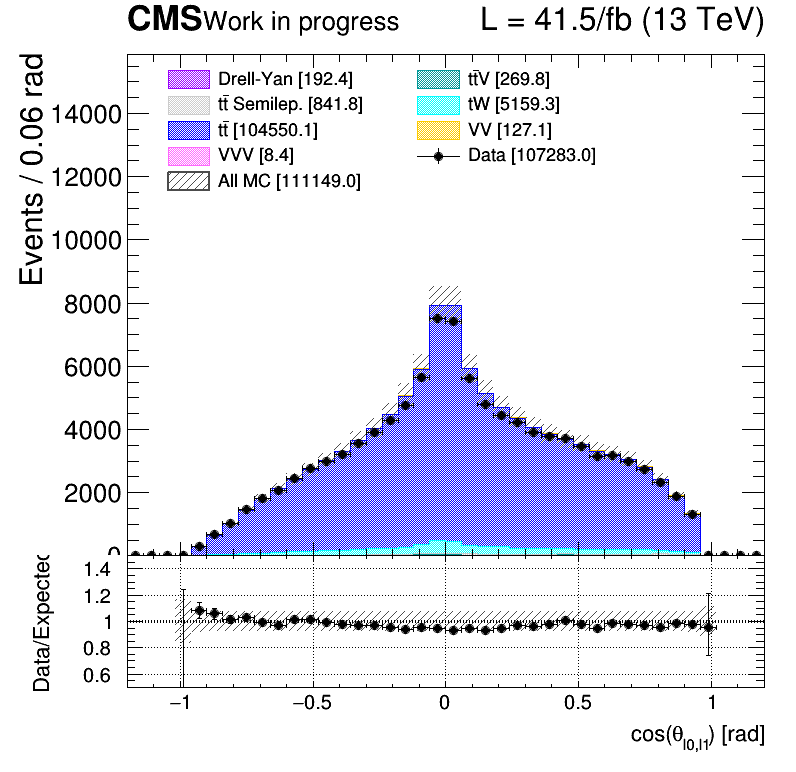 CMS Work in progress L = 41.5/fb (13 TeV)
Events / 0.06 rad
Drell-Yan [192.4]
tt̄ Semilep. [841.8]
tt̄ [104550.1]
VVV [8.4]
All MC [111149.0]
tt̄V [269.8]
tW [5159.3]
VV [127.1]
Data [107283.0]
14000
12000
10000
8000
6000
4000
2000
0
Data/Expected
1.4
1.2
1
0.8
0.6
−1 −0.5 0 0.5 1
cos(θ_l0,l1) [rad]